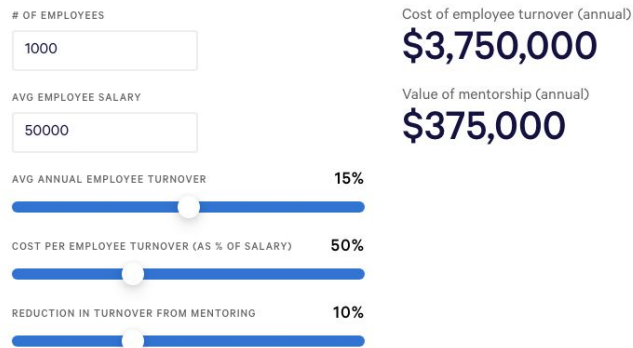 # OF EMPLOYEES
1000
AVG EMPLOYEE SALARY
50000
AVG ANNUAL EMPLOYEE TURNOVER 15%
COST PER EMPLOYEE TURNOVER (AS % OF SALARY) 50%
REDUCTION IN TURNOVER FROM MENTORING 10%
Cost of employee turnover (annual)
$3,750,000
Value of mentorship (annual)
$375,000